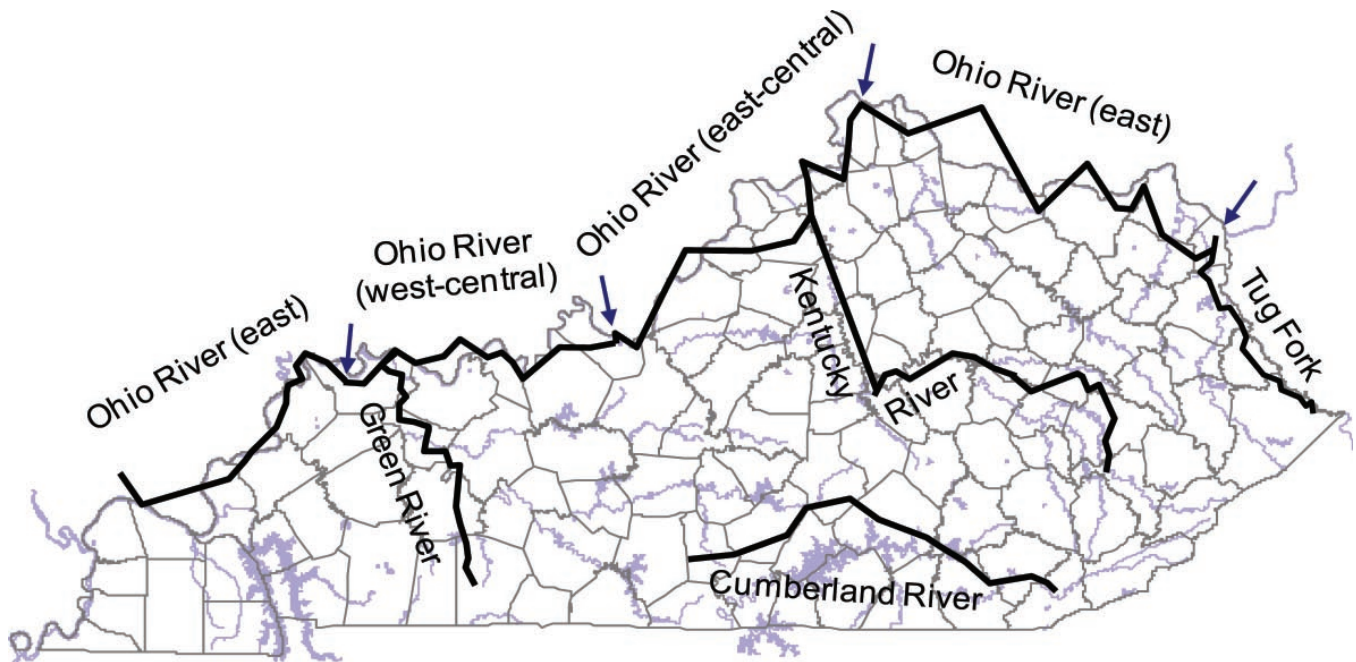 Ohio River (east-central)
Ohio River (east)
Ohio River
(west-central)
Ohio River (east)
Kentucky
River
Tug Fork
Green River
Cumberland River